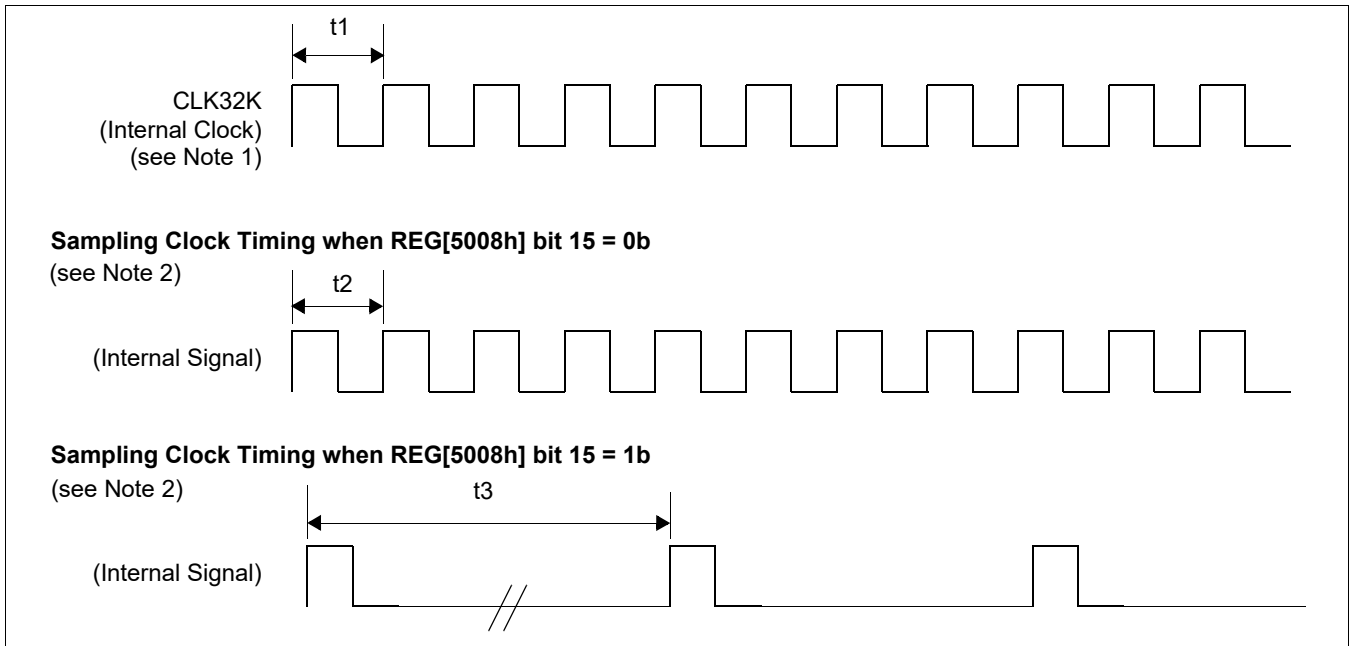 t1
CLK32K
(Internal Clock)
(see Note 1)
Sampling Clock Timing when REG[5008h] bit 15 = 0b
(see Note 2)
t2
(Internal Signal)
Sampling Clock Timing when REG[5008h] bit 15 = 1b
(see Note 2)
t3
(Internal Signal)